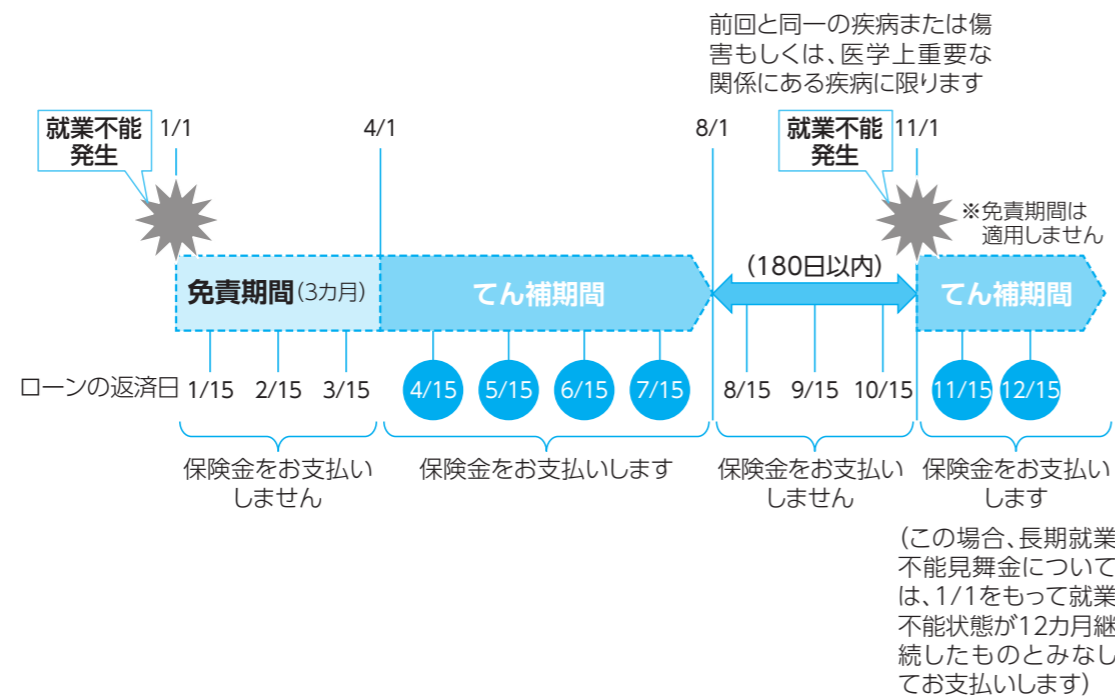 前回と同一の疾病または傷
害もしくは、医学上重要な
関係にある疾病に限ります
就業不能
発生
1/1
4/1
8/1
就業不能
発生
11/1
※免責期間は
適用しません
免責期間(3カ月)
てん補期間
(180日以内)
てん補期間
ローンの返済日 1/15 2/15 3/15 4/15 5/15 6/15 7/15 8/15 9/15 10/15 11/15 12/15
保険金をお支払い
しません
保険金をお支払いします
保険金をお支払い
しません
保険金をお支払い
します
(この場合、長期就業
不能見舞金について
は、1/1をもって就業
不能状態が12カ月継
続したものとみなし
てお支払いします)